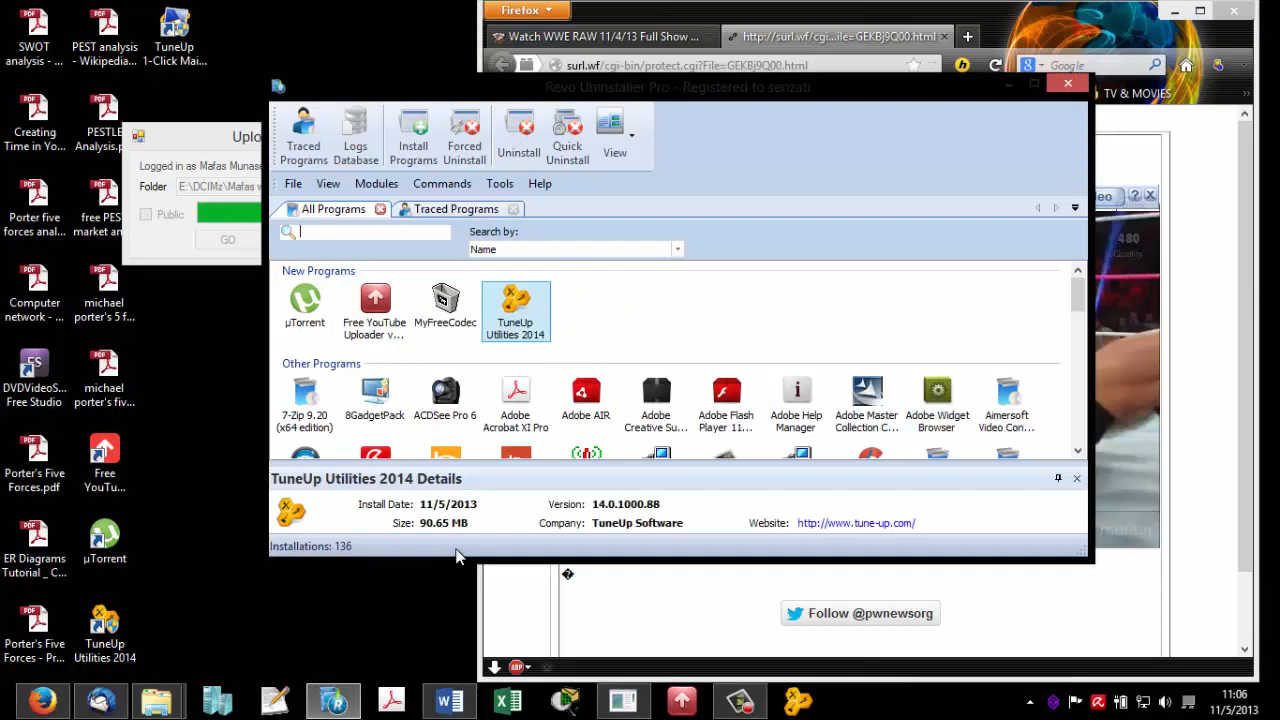 SWOT
analysis - ...
PEST analysis
- Wikipedia...
TuneUp
1-Click Mai...
Creating
Time in Yo...
PESTLE
Analysis.p...
Porter five
forces anal...
free PEST
market an...
Computer
network - ...
michael
porter's 5 f...
DVDVideoS...
Free Studio
michael
porter's fiv...
Porter's Five
Forces.pdf
Free
YouTu...
ER Diagrams
Tutorial _ C...
µTorrent
Porter's Five
Forces - Pr...
TuneUp
Utilities 2014
Uplo
Logged in as Mafas Munase
Folder E:\DCIMz\Mafas w
Public
GO
Firefox
Watch WWE RAW 11/4/13 Full Show ...
http://surl.wf/cgi...ile=GEKBj9Q00.html
surl.wf/cgi-bin/protect.cgi?File=GEKBj9Q00.html
Google
TV & MOVIES
Revo Uninstaller Pro - Registered to senzati
Traced
Programs
Logs
Database
Install
Programs
Forced
Uninstall
Uninstall
Quick
Uninstall
View
File View Modules Commands Tools Help
All Programs Traced Programs
Search by:
Name
New Programs
µTorrent
Free YouTube
Uploader v...
MyFreeCodec
TuneUp
Utilities 2014
Other Programs
7-Zip 9.20
(x64 edition)
8GadgetPack
ACDSee Pro 6
Adobe
Acrobat XI Pro
Adobe AIR
Adobe
Creative Su...
Adobe Flash
Player 11...
Adobe Help
Manager
Adobe Master
Collection C...
Adobe Widget
Browser
Aimersoft
Video Con...
TuneUp Utilities 2014 Details
Install Date: 11/5/2013 Version: 14.0.1000.88
Size: 90.65 MB Company: TuneUp Software Website: http://www.tune-up.com/
Installations: 136
eo
480
Quality
Follow @pwnewsorg
ABP
11:06
11/5/2013